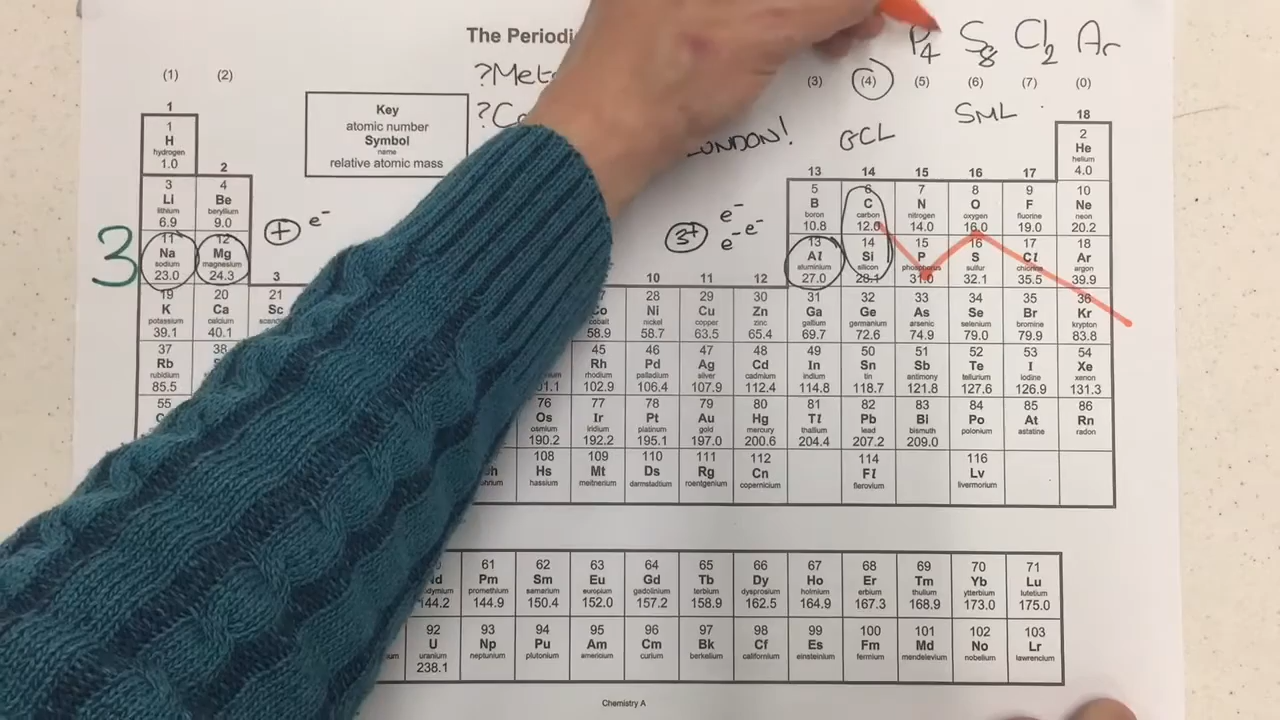 The Periodi
P4 S8 Cl2 Ar
(1) (2) (3) (4) (5) (6) (7) (0)
?Met
?Co
LONDON! GCL SML
Key
atomic number
Symbol
name
relative atomic mass
1 18
1 2
H He
hydrogen helium
1.0 4.0
2 13 14 15 16 17
3 4 5 6 7 8 9 10
Li Be B C N O F Ne
lithium beryllium boron carbon nitrogen oxygen fluorine neon
6.9 9.0 10.8 12.0 14.0 16.0 19.0 20.2
3 + e- 3+ e- e- e-
11 12 13 14 15 16 17 18
Na Mg Al Si P S Cl Ar
sodium magnesium aluminium silicon phosphorus sulfur chlorine argon
23.0 24.3 27.0 28.1 31.0 32.1 35.5 39.9
3 10 11 12
19 20 21 28 29 30 31 32 33 34 35 36
K Ca Sc Co Ni Cu Zn Ga Ge As Se Br Kr
potassium calcium cobalt nickel copper zinc gallium germanium arsenic selenium bromine krypton
39.1 40.1 58.9 58.7 63.5 65.4 69.7 72.6 74.9 79.0 79.9 83.8
37 38 45 46 47 48 49 50 51 52 53 54
Rb Rh Pd Ag Cd In Sn Sb Te I Xe
rubidium rhodium palladium silver cadmium indium tin antimony tellurium iodine xenon
85.5 102.9 106.4 107.9 112.4 114.8 118.7 121.8 127.6 126.9 131.3
55 76 77 78 79 80 81 82 83 84 85 86
Os Ir Pt Au Hg Tl Pb Bi Po At Rn
osmium iridium platinum gold mercury thallium lead bismuth polonium astatine radon
190.2 192.2 195.1 197.0 200.6 204.4 207.2 209.0
108 109 110 111 112 114 116
Hs Mt Ds Rg Cn Fl Lv
hassium meitnerium darmstadtium roentgenium copernicium flerovium livermorium
61 62 63 64 65 66 67 68 69 70 71
Pm Sm Eu Gd Tb Dy Ho Er Tm Yb Lu
promethium samarium europium gadolinium terbium dysprosium holmium erbium thulium ytterbium lutetium
144.2 144.9 150.4 152.0 157.2 158.9 162.5 164.9 167.3 168.9 173.0 175.0
92 93 94 95 96 97 98 99 100 101 102 103
U Np Pu Am Cm Bk Cf Es Fm Md No Lr
uranium neptunium plutonium americium curium berkelium californium einsteinium fermium mendelevium nobelium lawrencium
238.1
Chemistry A